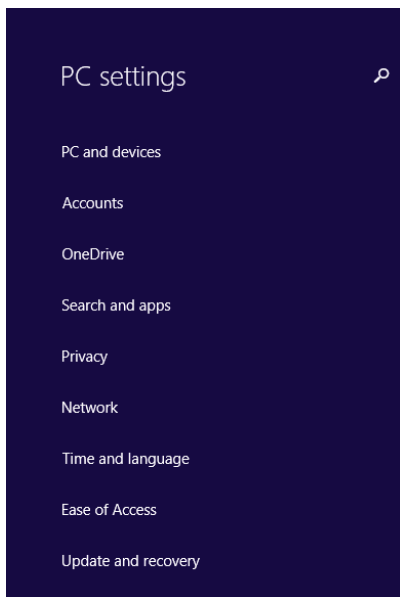 PC settings
PC and devices
Accounts
OneDrive
Search and apps
Privacy
Network
Time and language
Ease of Access
Update and recovery